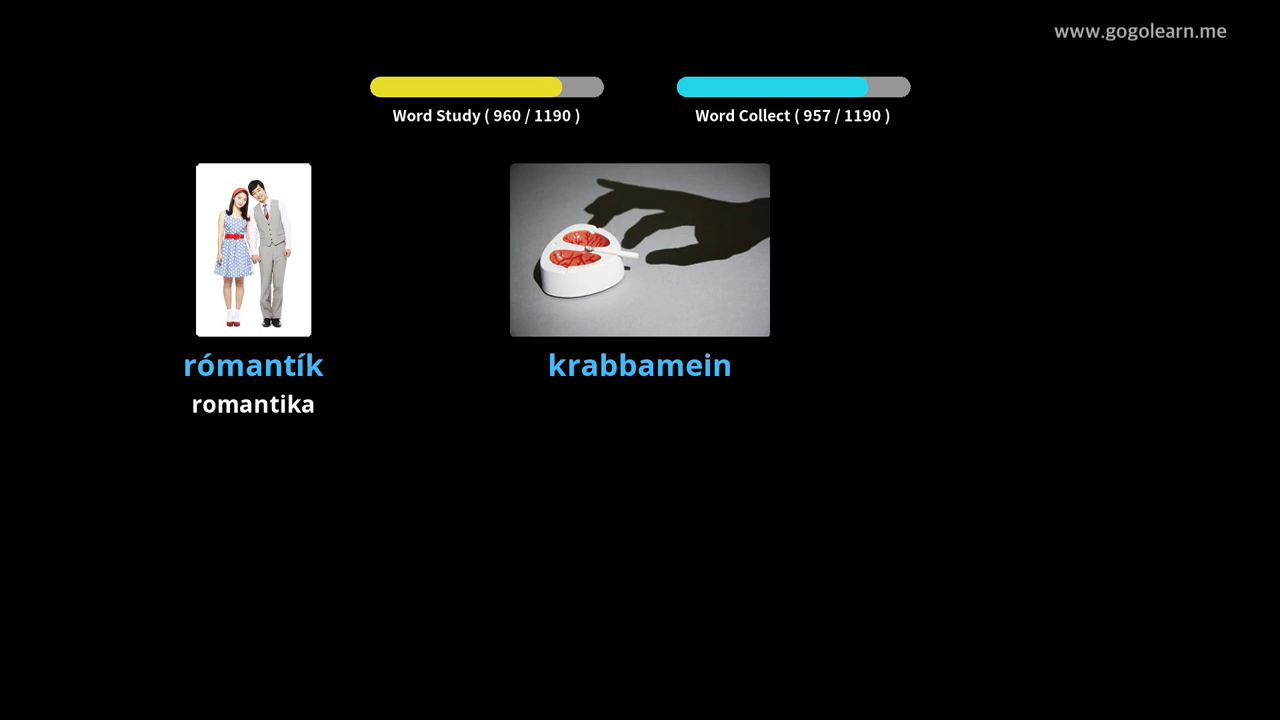 www.gogolearn.me
Word Study ( 960 / 1190 )
Word Collect ( 957 / 1190 )
rómantík
krabbamein
romantika